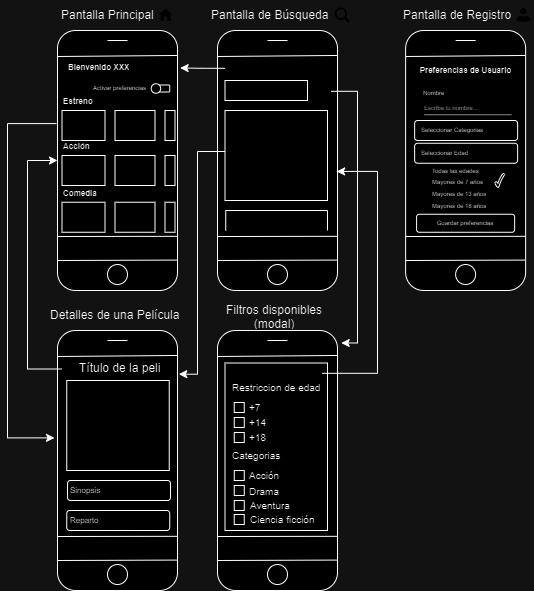 Pantalla Principal
Bienvenido XXX
Activar preferencias
Estreno
Acción
Comedia
Pantalla de Búsqueda
Pantalla de Registro
Preferencias de Usuario
Nombre
Escribe tu nombre...
Seleccionar Categorias
Seleccionar Edad
Todas las edades
Mayores de 7 años
Mayores de 13 años
Mayores de 18 años
Guardar preferencias
Detalles de una Película
Título de la peli
Sinopsis
Reparto
Filtros disponibles
(modal)
Restriccion de edad
+7
+14
+18
Categorias
Acción
Drama
Aventura
Ciencia ficción